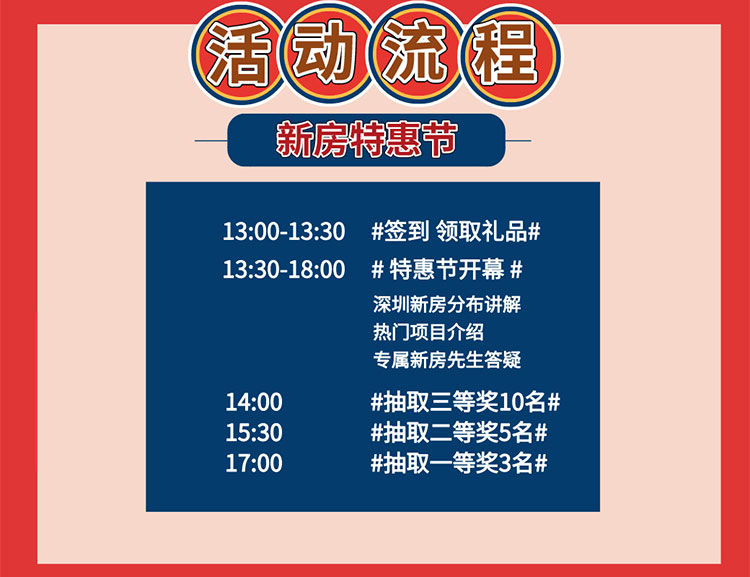 活动流程
新房特惠节
13:00-13:30 #签到 领取礼品#
13:30-18:00 # 特惠节开幕 #
深圳新房分布讲解
热门项目介绍
专属新房先生答疑
14:00 #抽取三等奖10名#
15:30 #抽取二等奖5名#
17:00 #抽取一等奖3名#